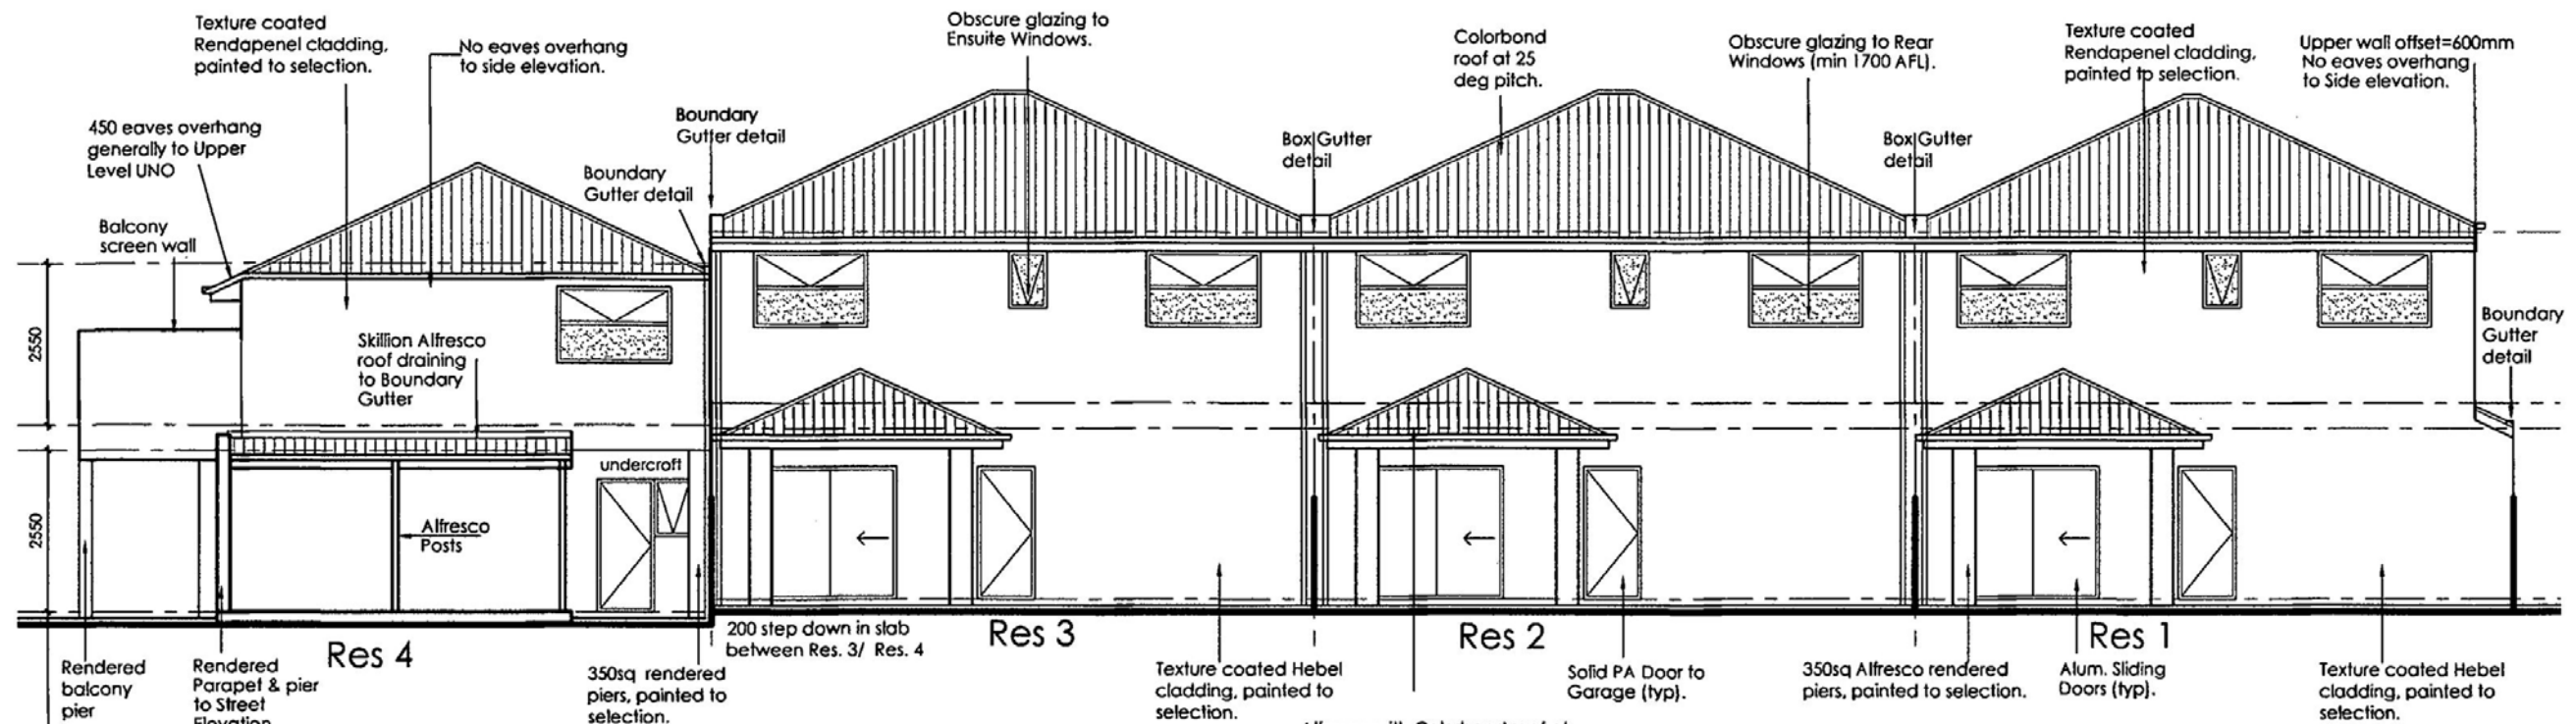 Texture coated
Rendapenel cladding,
painted to selection.
No eaves overhang
to side elevation.
Obscure glazing to
Ensuite Windows.
Colorbond
roof at 25
deg pitch.
Obscure glazing to Rear
Windows (min 1700 AFL).
Texture coated
Rendapenel cladding,
painted to selection.
Upper wall offset=600mm
No eaves overhang
to Side elevation.
450 eaves overhang
generally to Upper
Level UNO
Boundary
Gutter detail
Boundary
Gutter detail
Box Gutter
detail
Box Gutter
detail
Balcony
screen wall
2550
Skillion Alfresco
roof draining
to Boundary
Gutter
Boundary
Gutter
detail
undercroft
2550
Alfresco
Posts
Res 4
200 step down in slab
between Res. 3/ Res. 4
Res 3
Res 2
Res 1
Rendered
balcony
pier
Rendered
Parapet & pier
to Street
Elevation
350sq rendered
piers, painted to
selection.
Texture coated Hebel
cladding, painted to
selection.
Solid PA Door to
Garage (typ).
350sq Alfresco rendered
piers, painted to selection.
Alum. Sliding
Doors (typ).
Texture coated Hebel
cladding, painted to
selection.